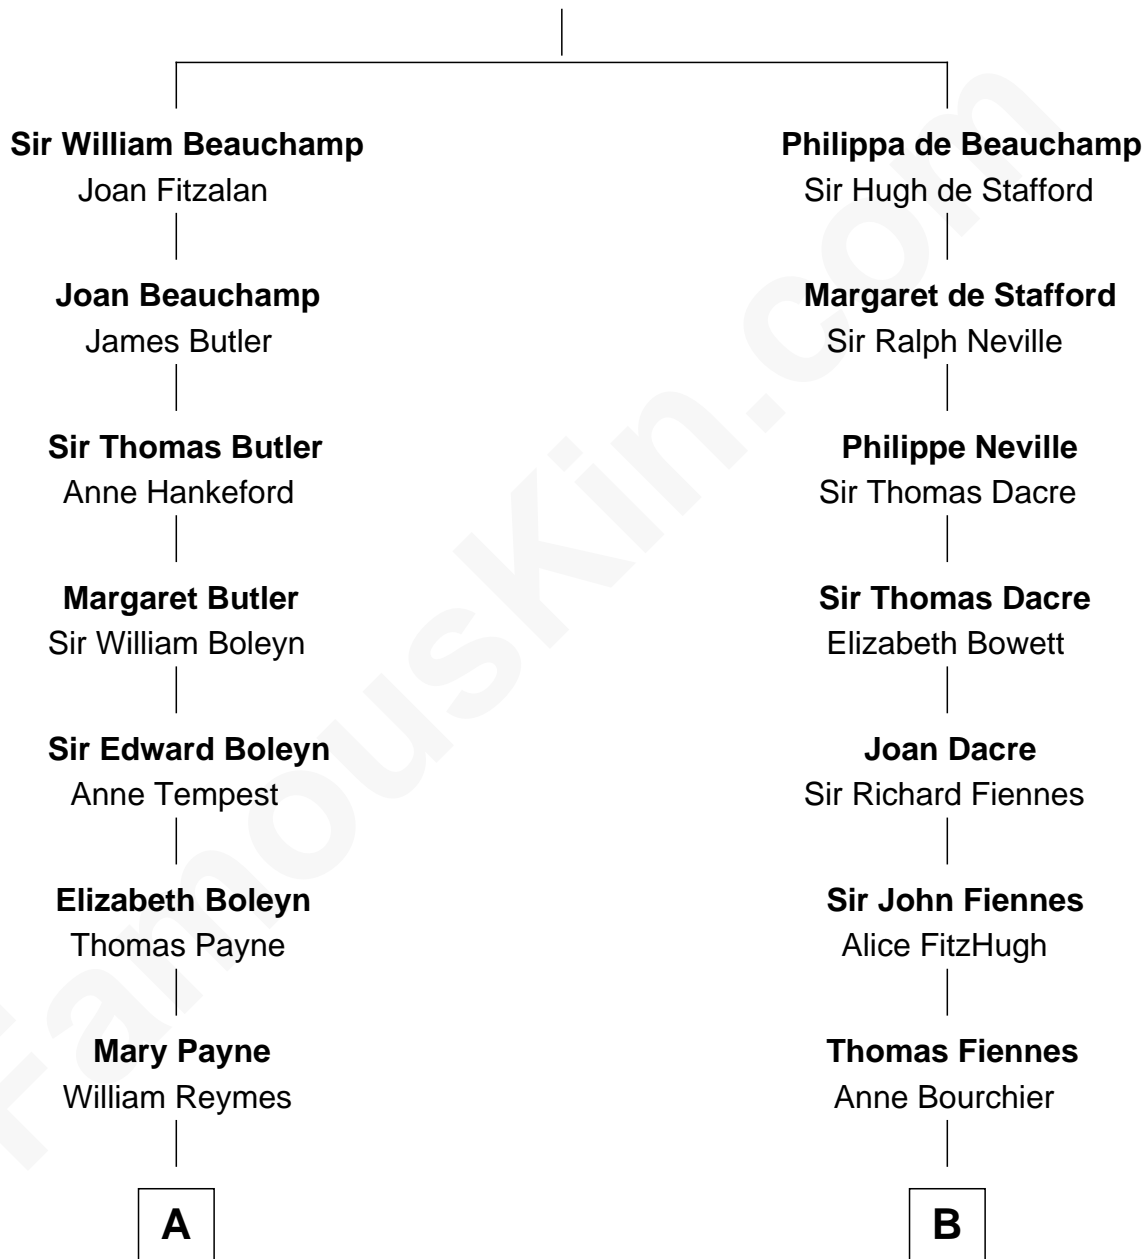 Sir William Beauchamp
Joan Fitzalan
Joan Beauchamp
James Butler
Sir Thomas Butler
Anne Hankeford
Margaret Butler
Sir William Boleyn
Sir Edward Boleyn
Anne Tempest
Elizabeth Boleyn
Thomas Payne
Mary Payne
William Reymes
A
Philippa de Beauchamp
Sir Hugh de Stafford
Margaret de Stafford
Sir Ralph Neville
Philippe Neville
Sir Thomas Dacre
Sir Thomas Dacre
Elizabeth Bowett
Joan Dacre
Sir Richard Fiennes
Sir John Fiennes
Alice FitzHugh
Thomas Fiennes
Anne Bourchier
B
FamousKin.com